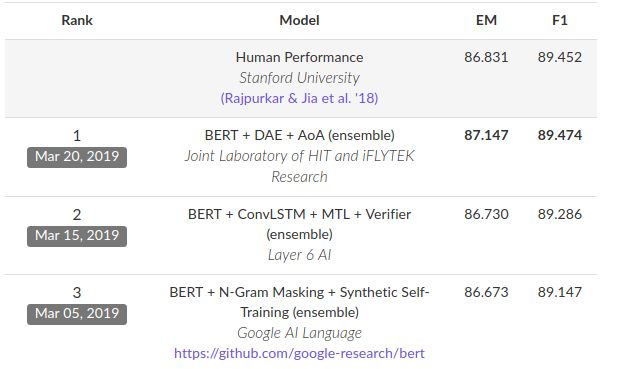 Rank Model EM F1
Human Performance 86.831 89.452
Stanford University
(Rajpurkar & Jia et al. '18)
1 BERT + DAE + AoA (ensemble) 87.147 89.474
Mar 20, 2019 Joint Laboratory of HIT and iFLYTEK
Research
2 BERT + ConvLSTM + MTL + Verifier 86.730 89.286
Mar 15, 2019 (ensemble)
Layer 6 AI
3 BERT + N-Gram Masking + Synthetic Self- 86.673 89.147
Mar 05, 2019 Training (ensemble)
Google AI Language
https://github.com/google-research/bert